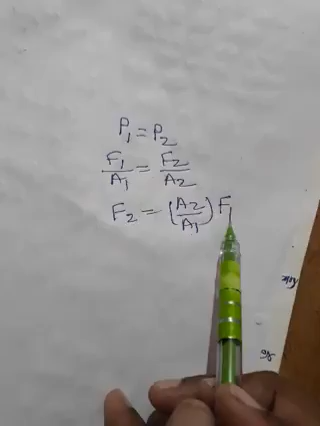 P₁ = P₂
F₁/A₁ = F₂/A₂
F₂ = (A₂/A₁) F₁